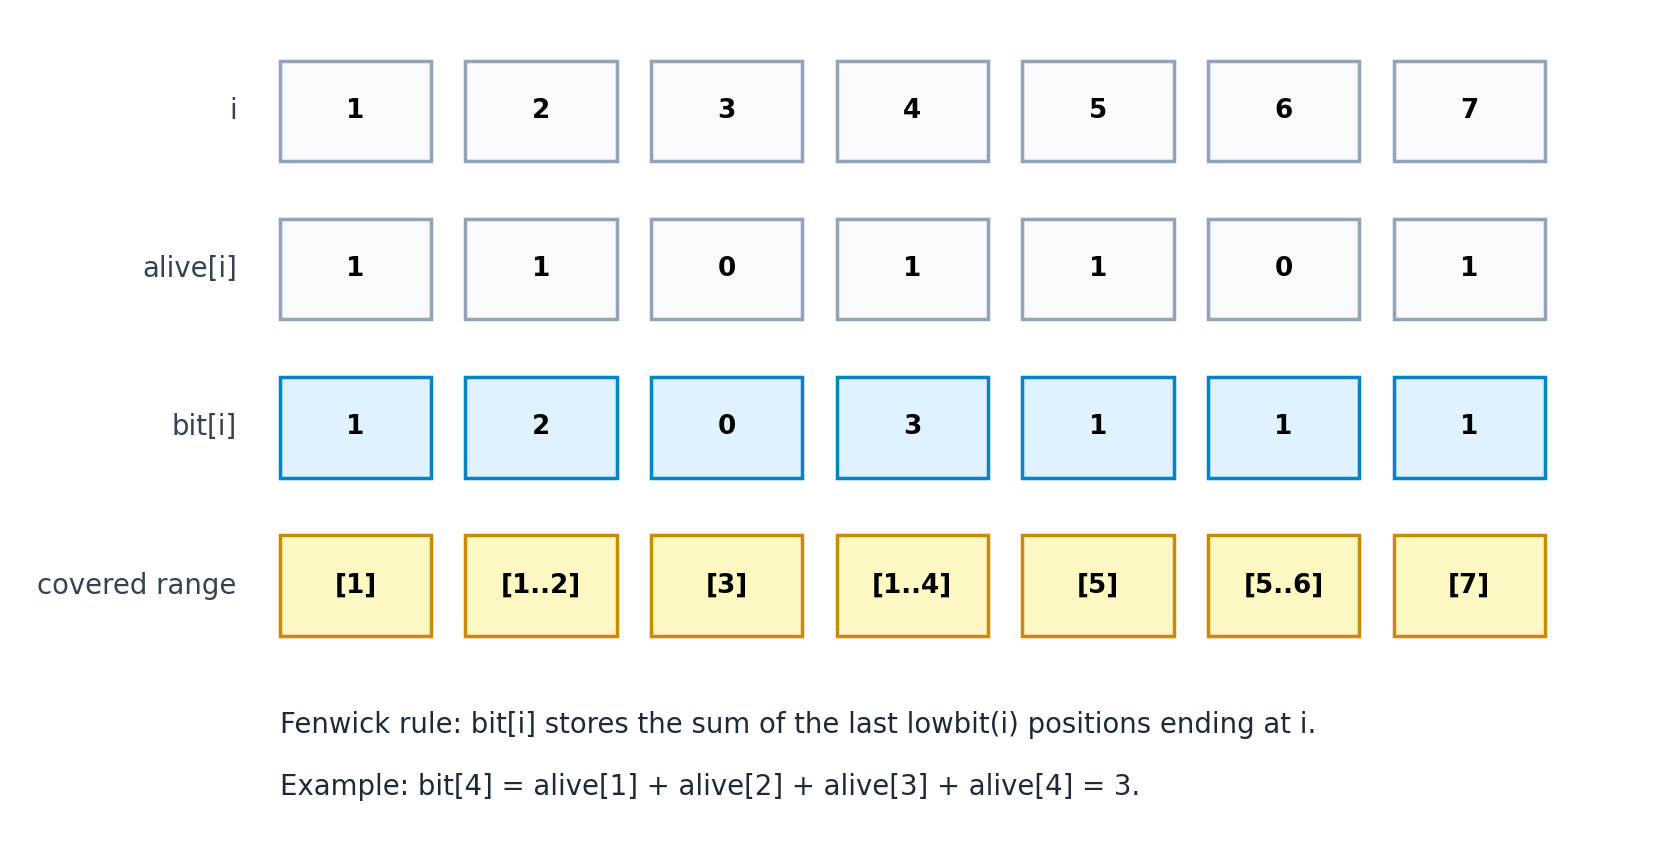 i 1 2 3 4 5 6 7
alive[i] 1 1 0 1 1 0 1
bit[i] 1 2 0 3 1 1 1
covered range [1] [1..2] [3] [1..4] [5] [5..6] [7]
Fenwick rule: bit[i] stores the sum of the last lowbit(i) positions ending at i.
Example: bit[4] = alive[1] + alive[2] + alive[3] + alive[4] = 3.